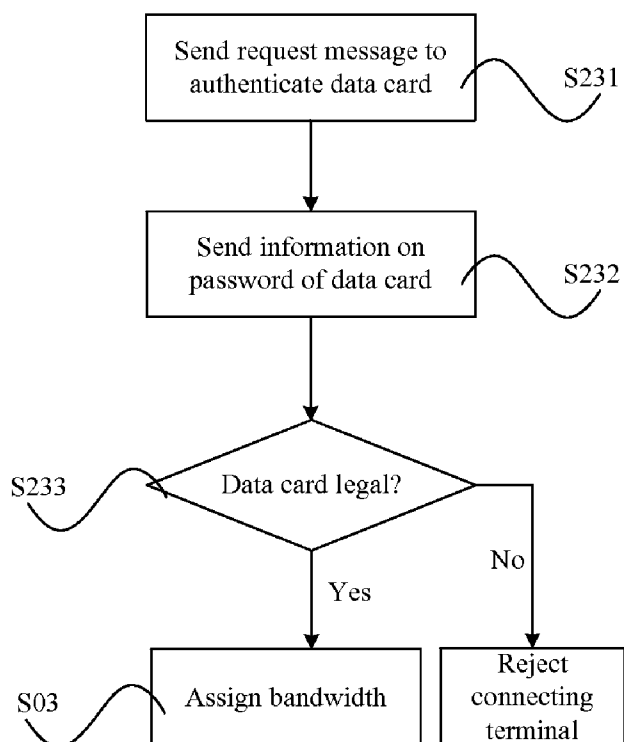 Send request message to
authenticate data card
S231
Send information on
password of data card
S232
Data card legal?
S233
Yes
No
Assign bandwidth
S03
Reject
connecting
terminal